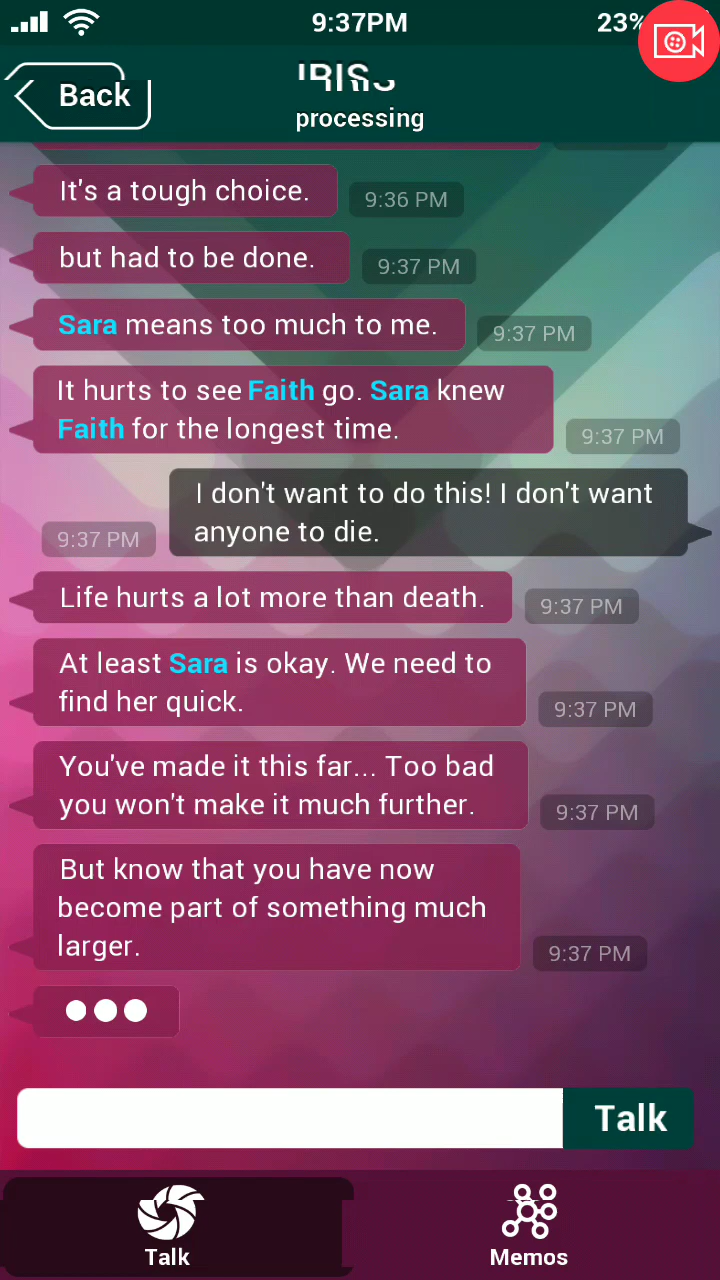 9:37PM
23%
Back
IRIS
processing
It's a tough choice.
9:36 PM
but had to be done.
9:37 PM
Sara means too much to me.
9:37 PM
It hurts to see Faith go. Sara knew
Faith for the longest time.
9:37 PM
I don't want to do this! I don't want
anyone to die.
9:37 PM
Life hurts a lot more than death.
9:37 PM
At least Sara is okay. We need to
find her quick.
9:37 PM
You've made it this far... Too bad
you won't make it much further.
9:37 PM
But know that you have now
become part of something much
larger.
9:37 PM
Talk
Talk
Memos